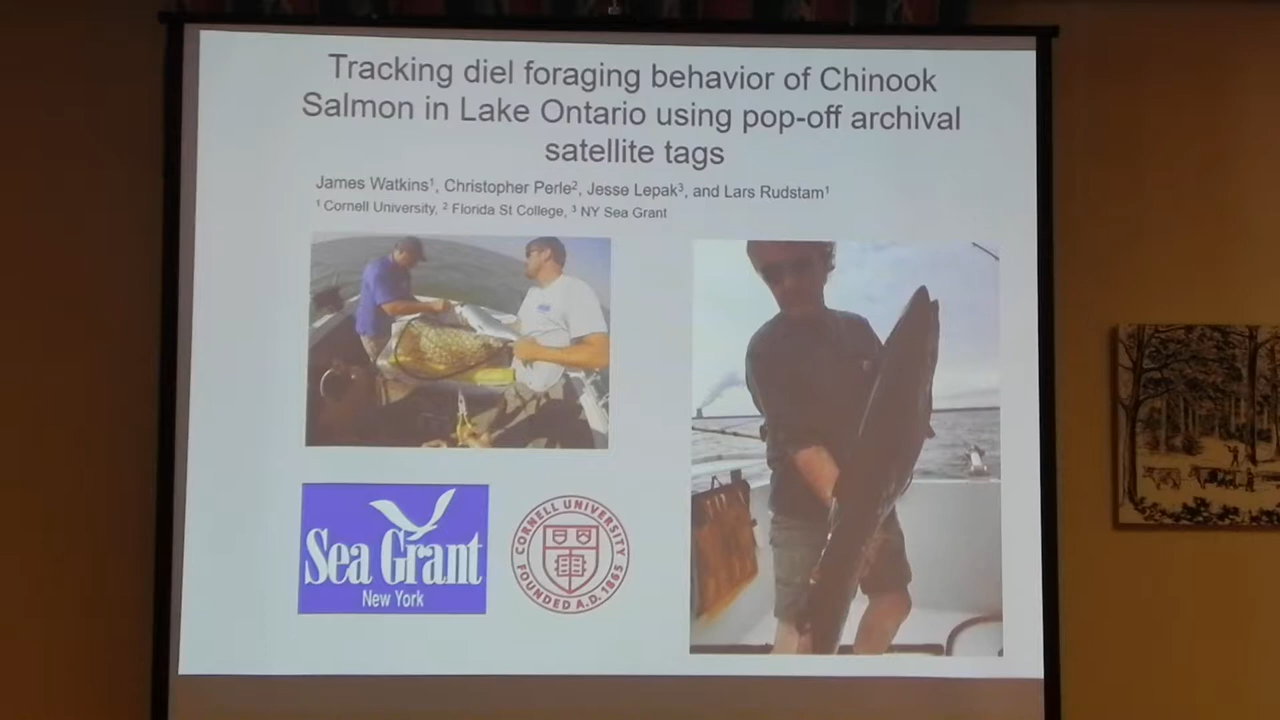 Tracking diel foraging behavior of Chinook
Salmon in Lake Ontario using pop-off archival
satellite tags
James Watkins¹, Christopher Perle², Jesse Lepak³, and Lars Rudstam¹
¹ Cornell University, ² Florida St College, ³ NY Sea Grant
Sea Grant
New York
CORNELL UNIVERSITY
FOUNDED A.D. 1865